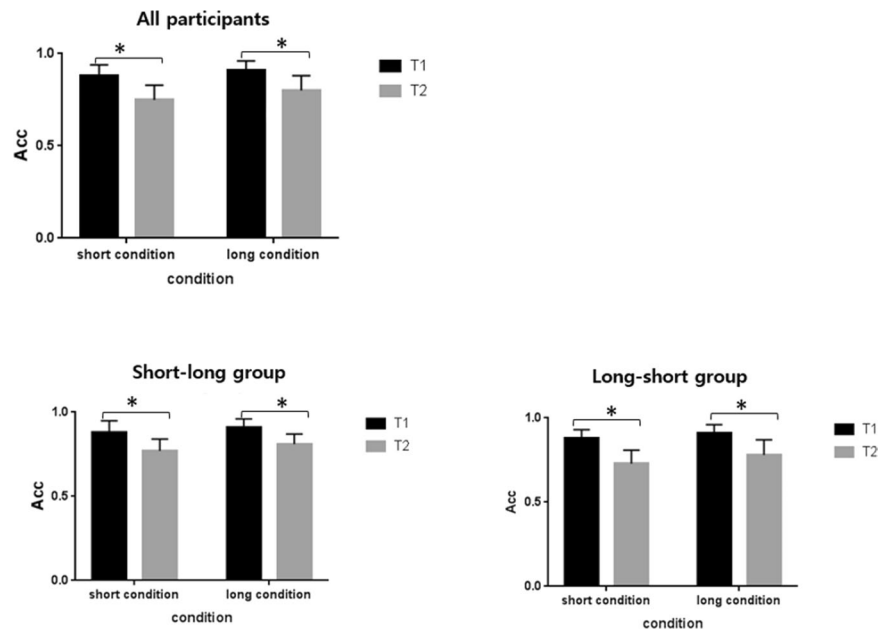 All participants
* *
1.0
0.5
0.0
Acc
short condition long condition
condition
T1
T2
Short-long group
* *
1.0
0.5
0.0
Acc
short condition long condition
condition
T1
T2
Long-short group
* *
1.0
0.5
0.0
Acc
short condition long condition
condition
T1
T2